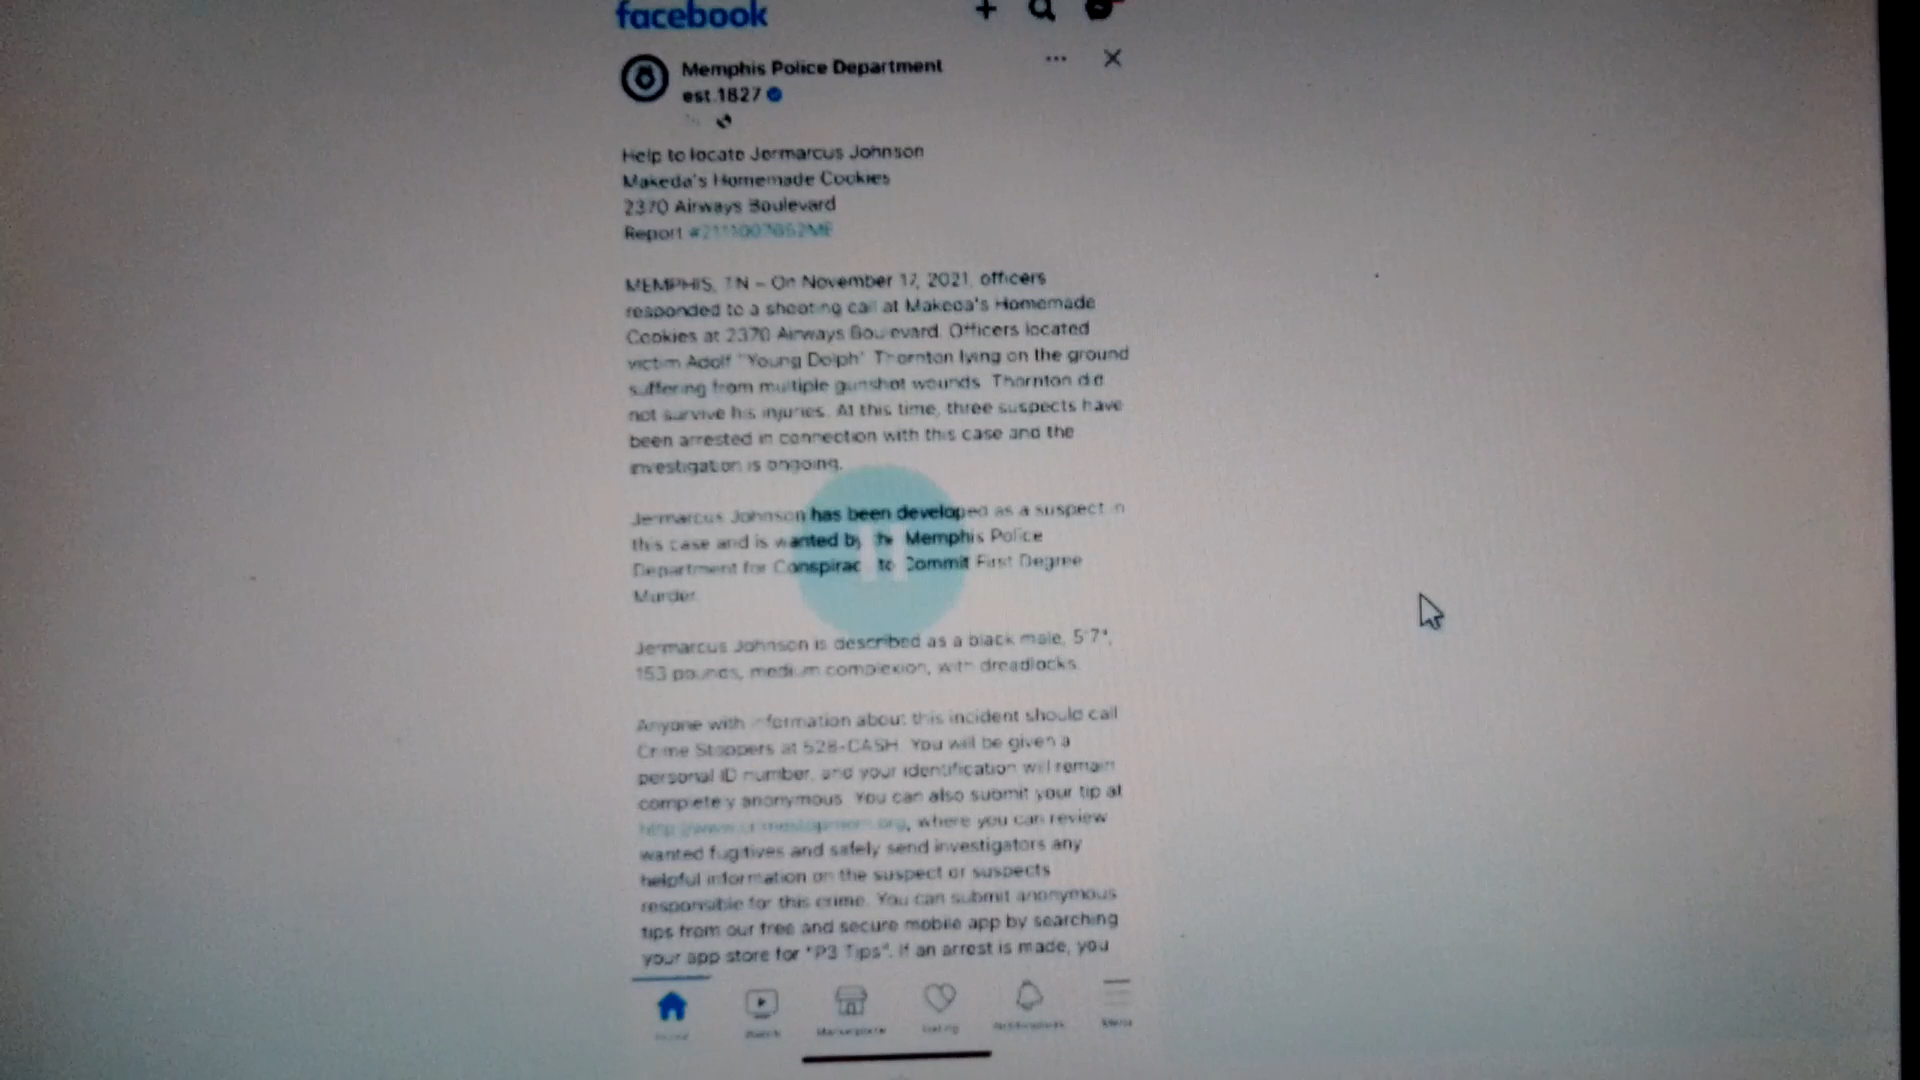 facebook
Memphis Police Department
est.1827
Help to locate Jermarcus Johnson
Makeda's Homemade Cookies
2370 Airways Boulevard
Report
MEMPHIS, TN – On November 17, 2021, officers
responded to a shooting call at Makeda's Homemade
Cookies at 2370 Airways Boulevard. Officers located
victim Adolf "Young Dolph" Thornton lying on the ground
suffering from multiple gunshot wounds. Thornton did
not survive his injuries. At this time, three suspects have
been arrested in connection with this case and the
investigation is ongoing.
Jermarcus Johnson has been developed as a suspect in
this case and is wanted by the Memphis Police
Department for Conspiracy to Commit First Degree
Murder.
Jermarcus Johnson is described as a black male, 5'7",
153 pounds, medium complexion, with dreadlocks.
Anyone with information about this incident should call
Crime Stoppers at 528-CASH. You will be given a
personal ID number, and your identification will remain
completely anonymous. You can also submit your tip at
where you can review
wanted fugitives and safely send investigators any
helpful information on the suspect or suspects
responsible for this crime. You can submit anonymous
tips from our free and secure mobile app by searching
your app store for "P3 Tips". If an arrest is made, you
Home
Watch
Marketplace
Dating
Notifications
Menu